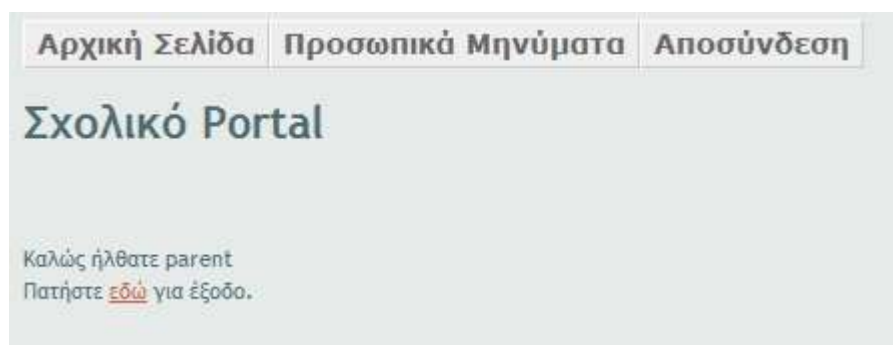 Αρχική Σελίδα Προσωπικά Μηνύματα Αποσύνδεση
Σχολικό Portal
Καλώς ήλθατε parent
Πατήστε εδώ για έξοδο.